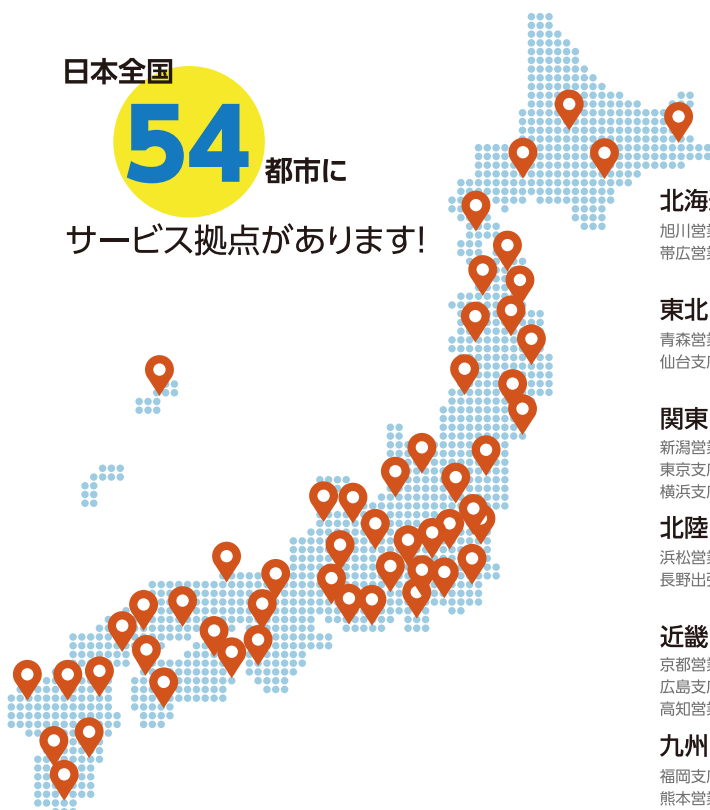 日本全国
54都市に
サービス拠点があります!
北海
旭川営
帯広営
東北
青森営
仙台支
関東
新潟営
東京支
横浜支
北陸
浜松営
長野出
近畿
京都営
広島支
高知営
九州
福岡支
熊本営